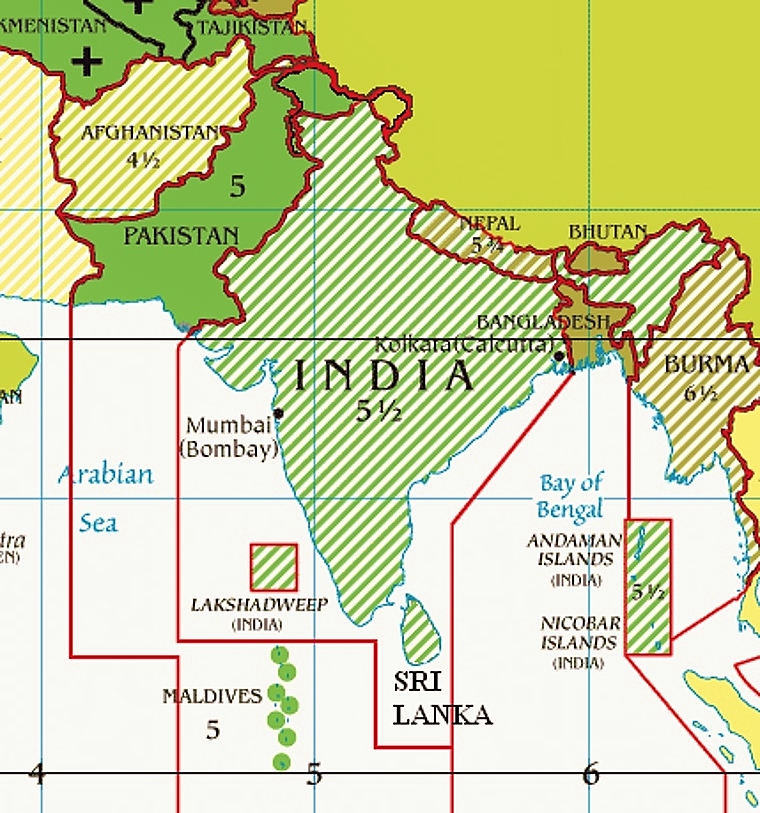 KMENISTAN
TAJIKISTAN
+
+
AFGHANISTAN
4½
5
PAKISTAN
NEPAL
5¾
BHUTAN
BANGLADESH
Kolkata(Calcutta)
INDIA
5½
BURMA
6½
Mumbai
(Bombay)
AN
Arabian
Sea
Bay of
Bengal
tra
EN)
ANDAMAN
ISLANDS
(INDIA)
5½
LAKSHADWEEP
(INDIA)
NICOBAR
ISLANDS
(INDIA)
SRI
LANKA
MALDIVES
5
4
5
6